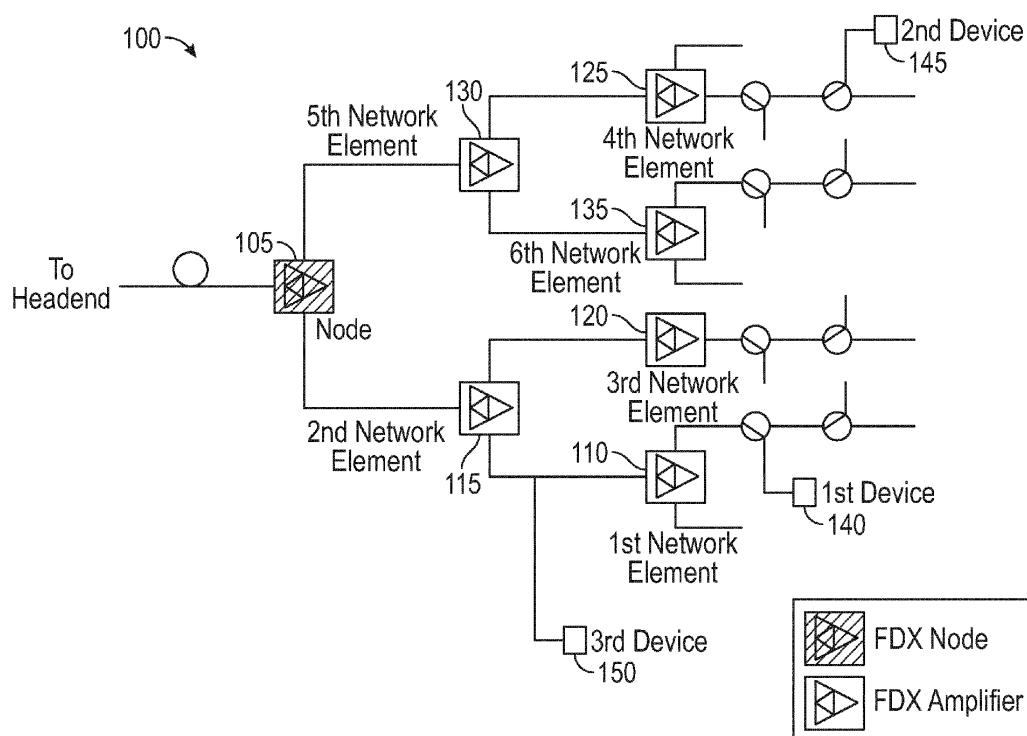 100
2nd Device
145
125
130
5th Network
Element
4th Network
Element
135
105
To
Headend
6th Network
Element
Node
120
3rd Network
Element
2nd Network
Element
115
110
1st Device
140
1st Network
Element
3rd Device
150
FDX Node
FDX Amplifier